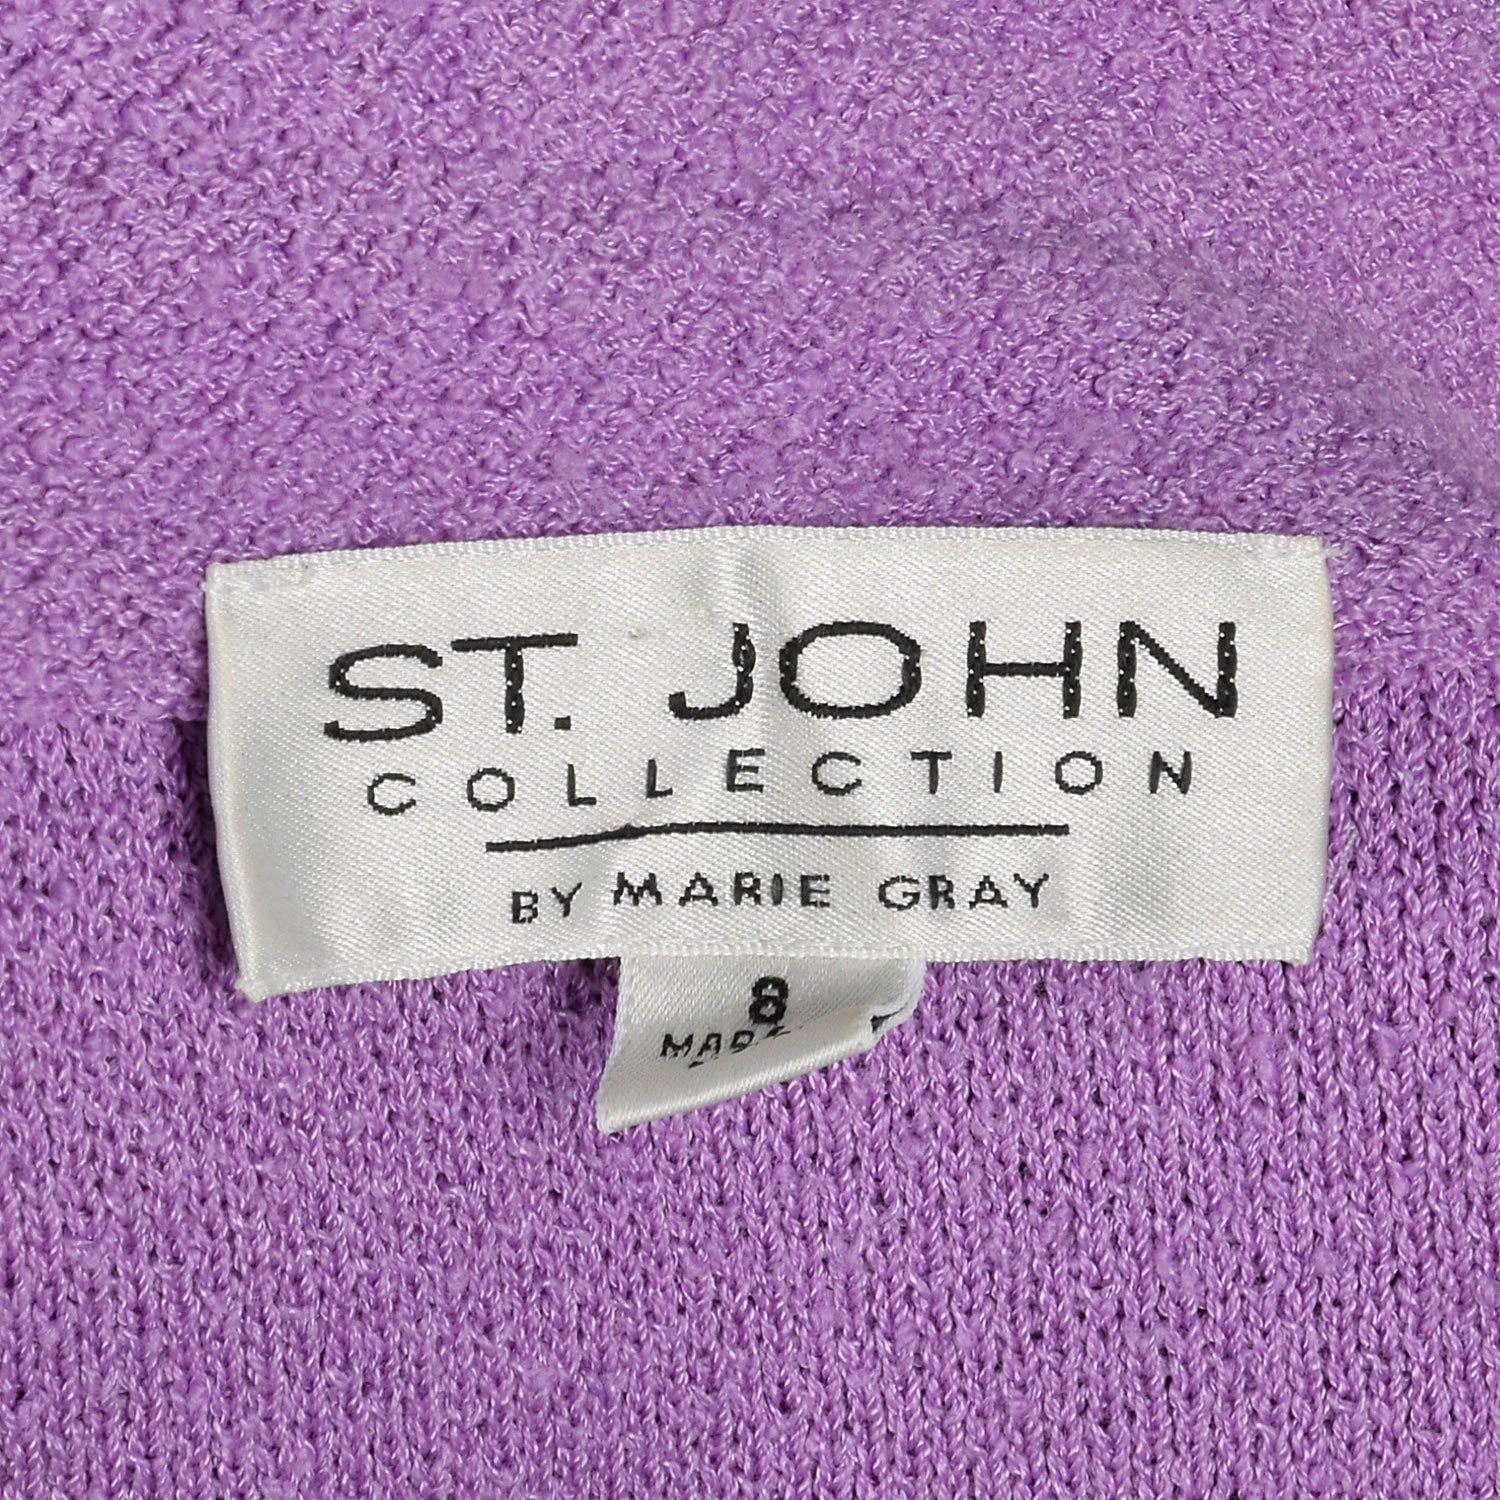 ST. JOHN
COLLECTION
BY MARIE GRAY
8